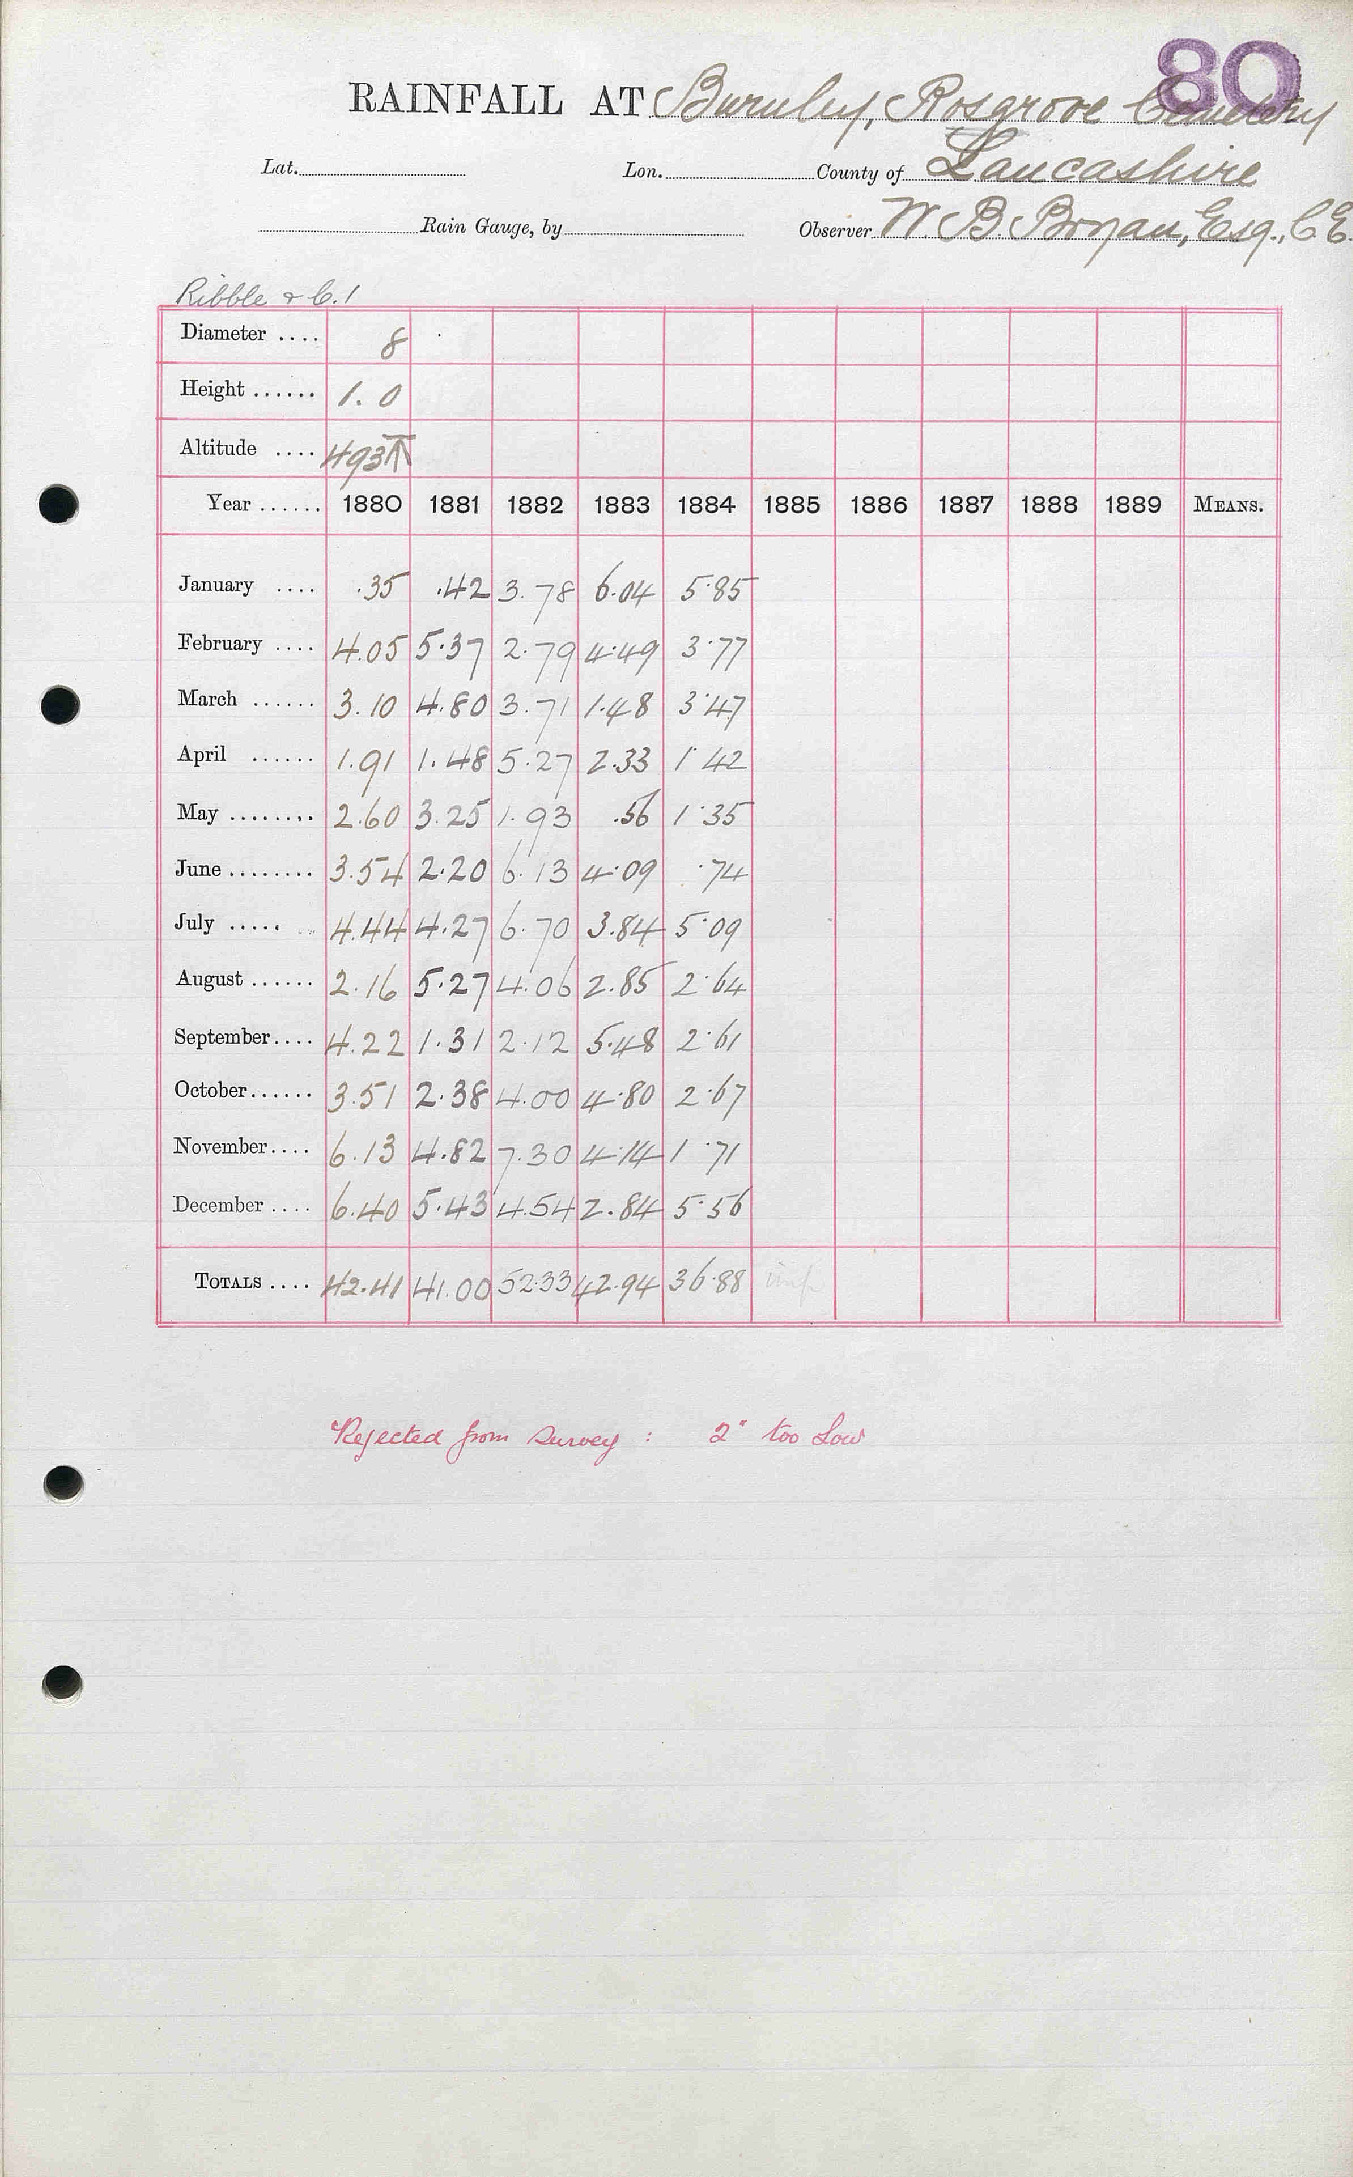 80
RAINFALL AT Burnley, Rosgrove Cemetery
Lat. Lon. County of Lancashire
Rain Gauge, by Observer W. B. Bryan, Esq., C.E.
Ribble & C.1
Diameter .... 8
Height ...... 1. 0
Altitude .... 493 T
Year ...... 1880 1881 1882 1883 1884 1885 1886 1887 1888 1889 MEANS.
January .... .35 .42 3.78 6.04 5.85
February .... 4.05 5.37 2.79 4.49 3.77
March ...... 3.10 4.80 3.71 1.48 3.47
April ...... 1.91 1.48 5.27 2.33 1.42
May ........ 2.60 3.25 1.93 .56 1.35
June ........ 3.54 2.20 6.13 4.09 .74
July ..... 4.44 4.27 6.70 3.84 5.09
August ...... 2.16 5.27 4.06 2.85 2.64
September.... 4.22 1.31 2.12 5.48 2.61
October...... 3.51 2.38 4.00 4.80 2.67
November.... 6.13 4.82 7.30 4.14 1.71
December .... 6.40 5.43 4.54 2.84 5.56
TOTALS .... 42.41 41.00 52.33 42.94 36.88 imp
Rejected from survey : 2" too Low